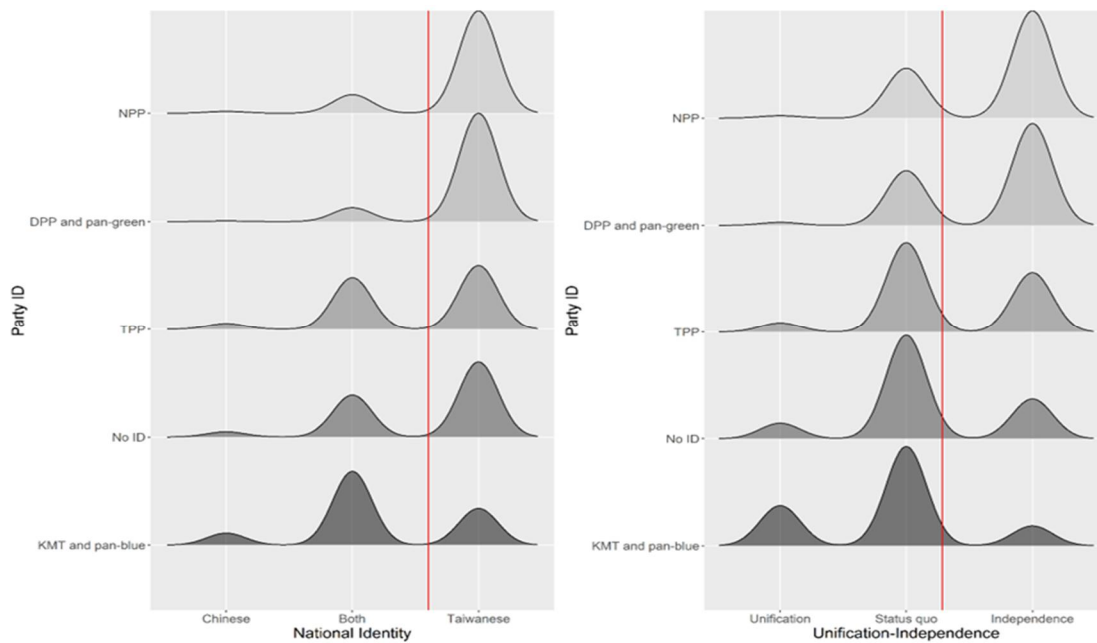 Party ID
NPP
DPP and pan-green
TPP
No ID
KMT and pan-blue
Chinese
Both
Taiwanese
National Identity
Party ID
NPP
DPP and pan-green
TPP
No ID
KMT and pan-blue
Unification
Status quo
Independence
Unification-Independence